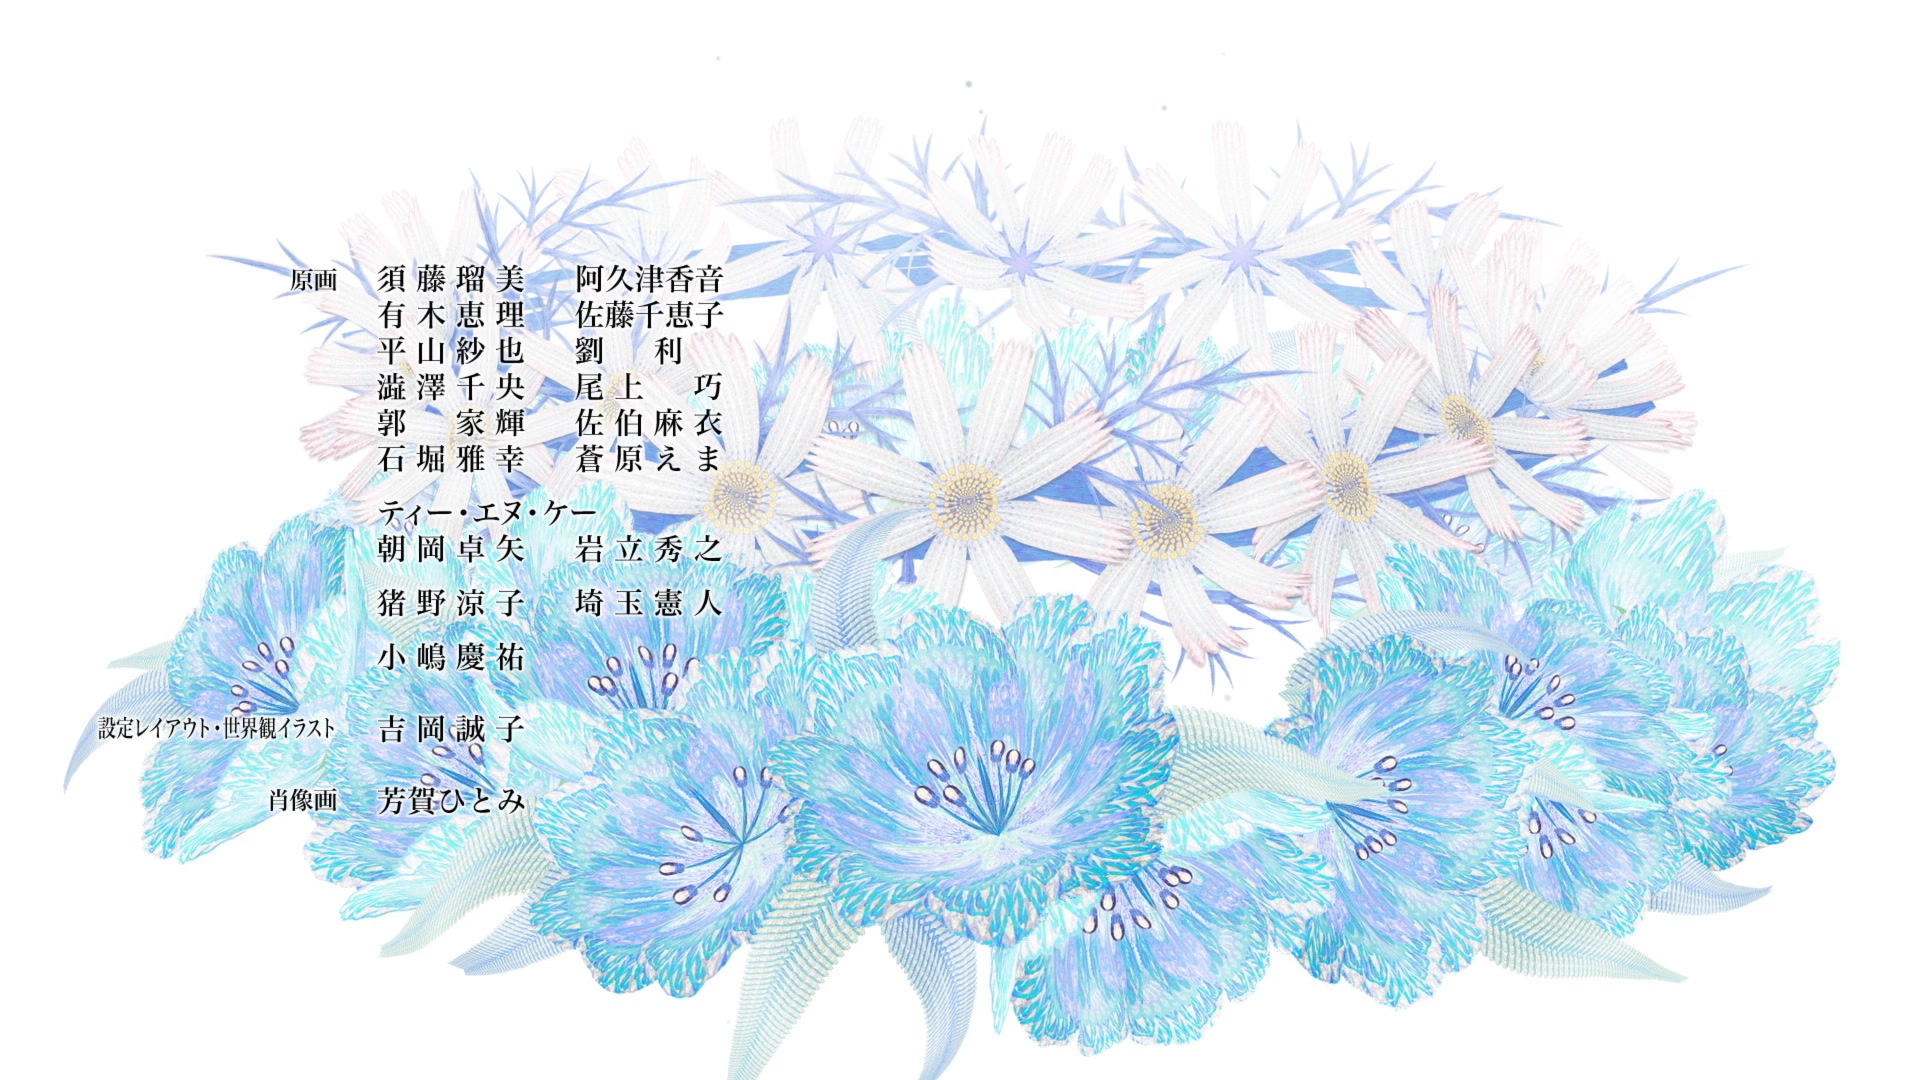 原画 須藤瑠美 阿久津香音
有木恵理 佐藤千恵子
平山紗也 劉利
澁澤千央 尾上巧
郭家輝 佐伯麻衣
石堀雅幸 蒼原えま
ティー・エヌ・ケー
朝岡卓矢 岩立秀之
猪野涼子 埼玉憲人
小嶋慶祐
設定レイアウト・世界観イラスト 吉岡誠子
肖像画 芳賀ひとみ